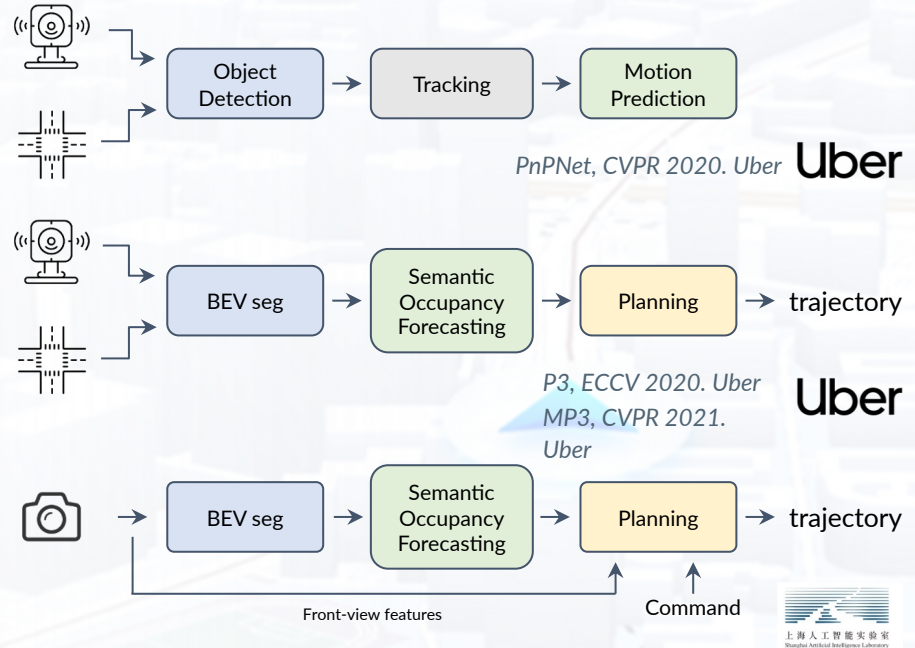 Object
Detection
Tracking
Motion
Prediction
PnPNet, CVPR 2020. Uber
Uber
BEV seg
Semantic
Occupancy
Forecasting
Planning
trajectory
P3, ECCV 2020. Uber
MP3, CVPR 2021.
Uber
Uber
BEV seg
Semantic
Occupancy
Forecasting
Planning
trajectory
Front-view features
Command
上海人工智能实验室
Shanghai Artificial Intelligence Laboratory